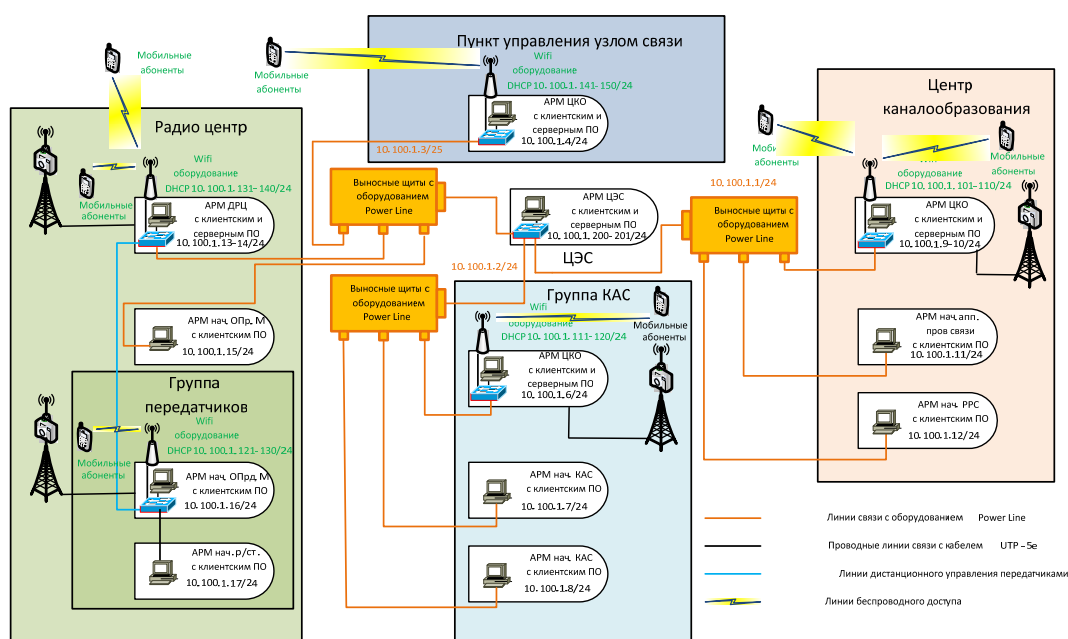 Пункт управления узлом связи
Wifi
оборудование
DHCP 10.100.1.141-150/24
АРМ ЦКО
с клиентским и
серверным ПО
10.100.1.4/24
Мобильные
абоненты
Мобильные
абоненты
Радио центр
Wifi
оборудование
DHCP 10.100.1.131-140/24
Мобильные
абоненты
АРМ ДРЦ
с клиентским и
серверным ПО
10.100.1.13-14/24
АРМ нач. ОПр. М
с клиентским ПО
10.100.1.15/24
Группа
передатчиков
Wifi
оборудование
DHCP 10.100.1.121-130/24
Мобильные
абоненты
АРМ нач. ОПрд. М
с клиентским ПО
10.100.1.16/24
АРМ нач.р/ст.
с клиентским ПО
10.100.1.17/24
10.100.1.3/25
Выносные щиты с
оборудованием
Power Line
10.100.1.2/24
Выносные щиты с
оборудованием
Power Line
АРМ ЦЭС
с клиентским и
серверным ПО
10.100.1.200-201/24
ЦЭС
10.100.1.1/24
Выносные щиты с
оборудованием
Power Line
Группа КАС
Wifi
оборудование
DHCP 10.100.1.111-120/24
Мобильные
абоненты
АРМ ЦКО
с клиентским и
серверным ПО
10.100.1.6/24
АРМ нач. КАС
с клиентским ПО
10.100.1.7/24
АРМ нач. КАС
с клиентским ПО
10.100.1.8/24
Центр
каналообразования
Мобильные
абоненты
Мобильные
абоненты
Wifi
оборудование
DHCP 10.100.1.101-110/24
АРМ ЦКО
с клиентским и
серверным ПО
10.100.1.9-10/24
АРМ нач.апп.
пров связи
с клиентским ПО
10.100.1.11/24
АРМ нач. РРС
с клиентским ПО
10.100.1.12/24
Линии связи с оборудованием Power Line
Проводные линии связи с кабелем UTP-5e
Линии дистанционного управления передатчиками
Линии беспроводного доступа